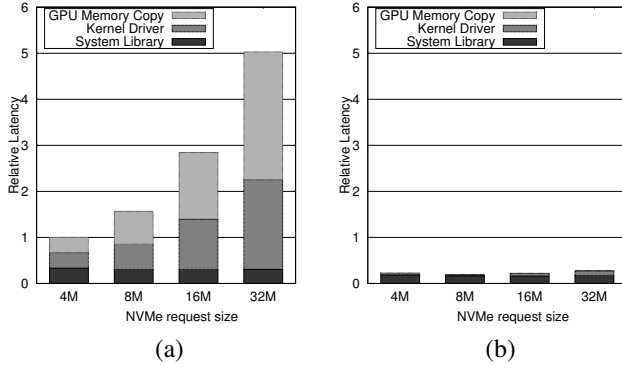 GPU Memory Copy
Kernel Driver
System Library
6
5
4
3
2
1
0
Relative Latency
4M 8M 16M 32M
NVMe request size
(a)
GPU Memory Copy
Kernel Driver
System Library
6
5
4
3
2
1
0
Relative Latency
4M 8M 16M 32M
NVMe request size
(b)